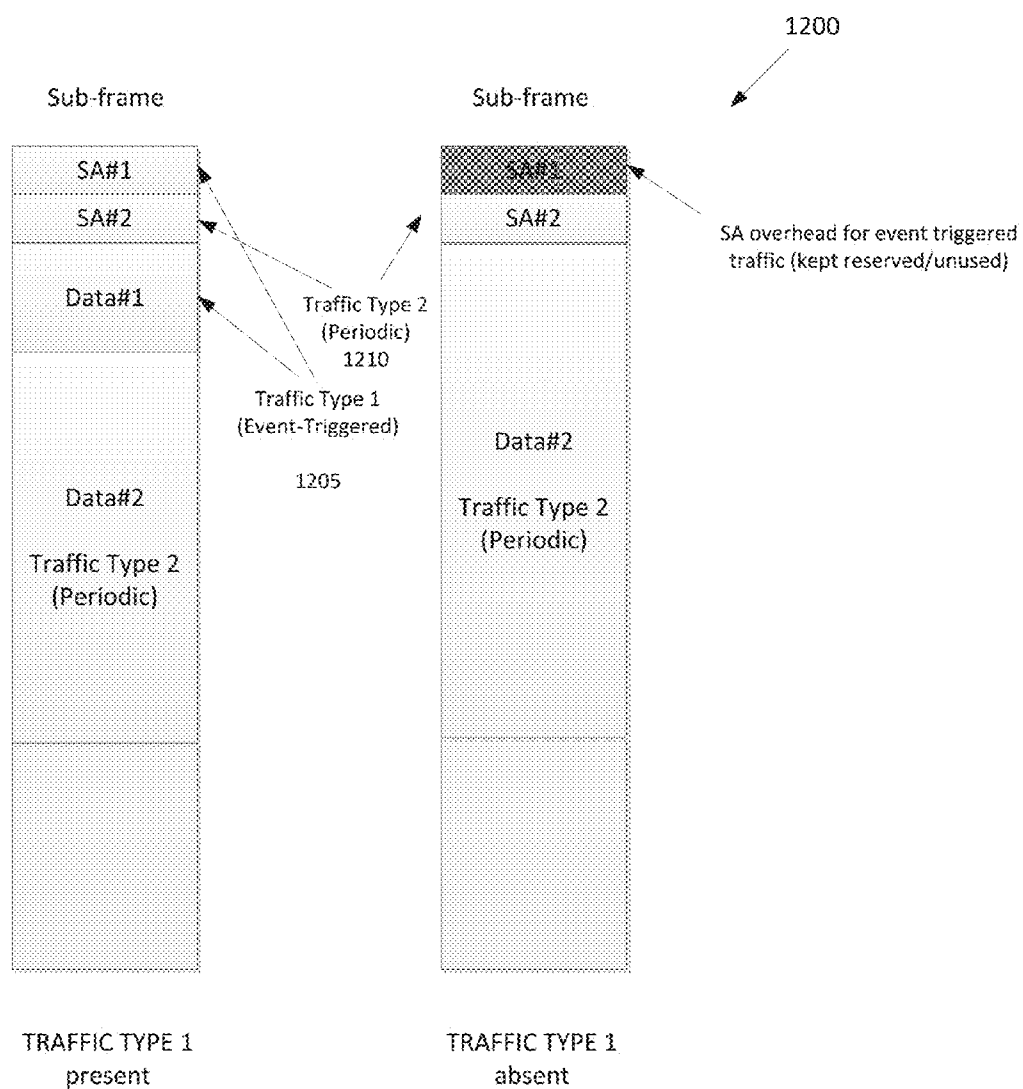 1200
Sub-frame
Sub-frame
SA#1
SA#2
Data#1
Data#2
Traffic Type 2
(Periodic)
Traffic Type 2
(Periodic)
1210
Traffic Type 1
(Event-Triggered)
1205
SA#1
SA#2
Data#2
Traffic Type 2
(Periodic)
SA overhead for event triggered
traffic (kept reserved/unused)
TRAFFIC TYPE 1
present
TRAFFIC TYPE 1
absent